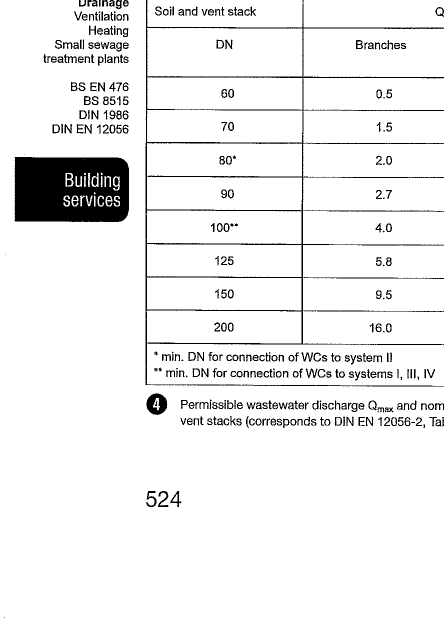 Drainage
Ventilation
Heating
Small sewage
treatment plants
BS EN 476
BS 8515
DIN 1986
DIN EN 12056
Building
services
Soil and vent stack Q
DN Branches
60 0.5
70 1.5
80* 2.0
90 2.7
100** 4.0
125 5.8
150 9.5
200 16.0
* min. DN for connection of WCs to system II
** min. DN for connection of WCs to systems I, III, IV
4 Permissible wastewater discharge Qmax and nom
vent stacks (corresponds to DIN EN 12056-2, Tab
524